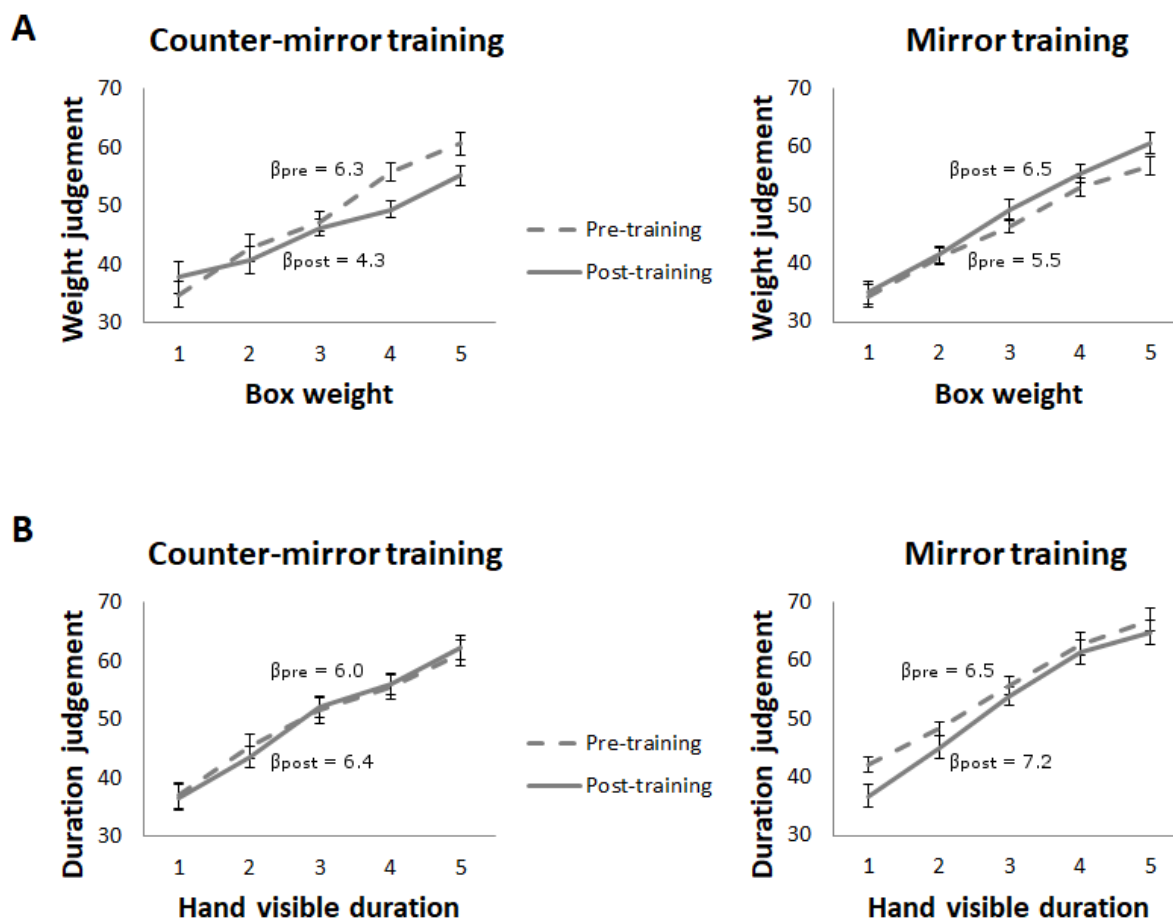 A
Counter-mirror training
Weight judgement
70
60
50
40
30
βpre = 6.3
βpost = 4.3
1 2 3 4 5
Box weight
Pre-training
Post-training
Mirror training
Weight judgement
70
60
50
40
30
βpost = 6.5
βpre = 5.5
1 2 3 4 5
Box weight
B
Counter-mirror training
Duration judgement
70
60
50
40
30
βpre = 6.0
βpost = 6.4
1 2 3 4 5
Hand visible duration
Pre-training
Post-training
Mirror training
Duration judgement
70
60
50
40
30
βpre = 6.5
βpost = 7.2
1 2 3 4 5
Hand visible duration